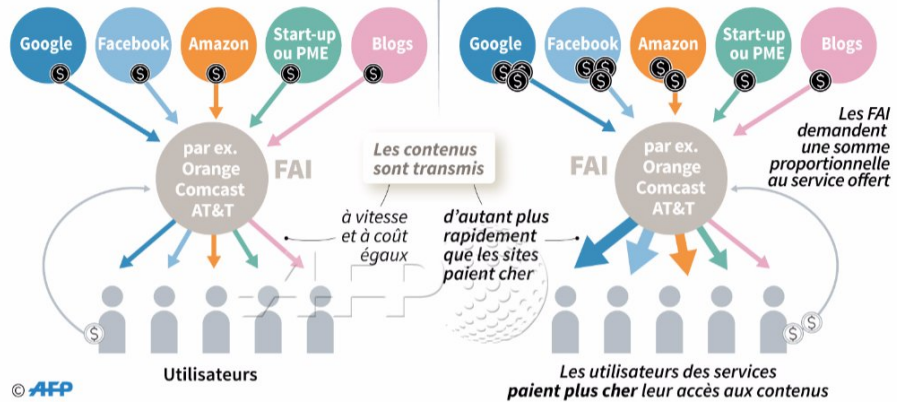 Google
Facebook
Amazon
Start-up
ou PME
Blogs
$
$
$
$
$
par ex.
Orange
Comcast
AT&T
FAI
Les contenus
sont transmis
à vitesse
et à coût
égaux
$
Utilisateurs
Google
Facebook
Amazon
Start-up
ou PME
Blogs
$
$
$
$
$
$
$
$
$
$
Les FAI
demandent
une somme
proportionnelle
au service offert
par ex.
Orange
Comcast
AT&T
FAI
d'autant plus
rapidement
que les sites
paient cher
$
$
Les utilisateurs des services
paient plus cher leur accès aux contenus
AFP
© AFP